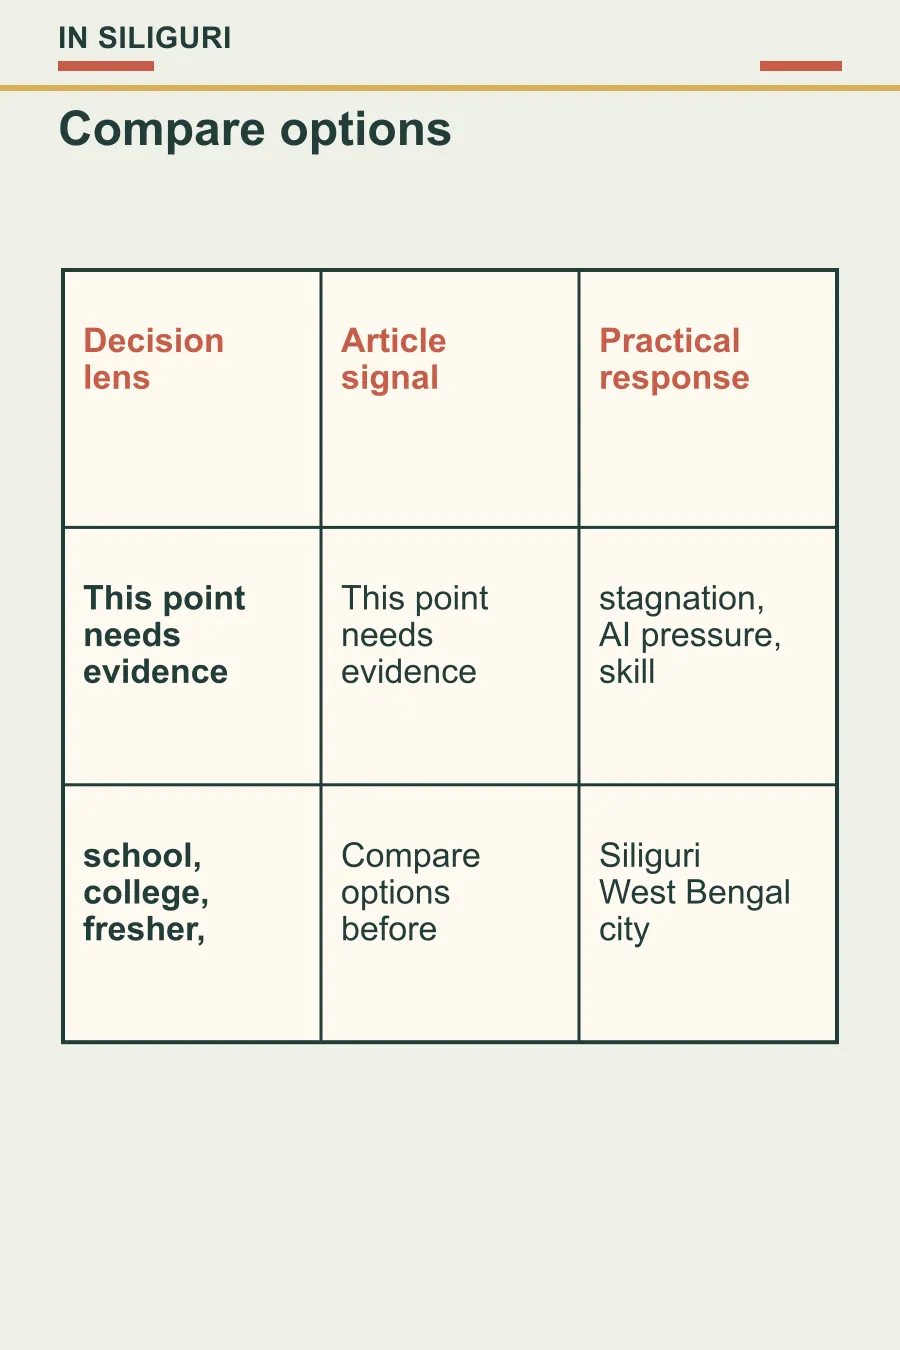 IN SILIGURI
Compare options
Decision
lens
Article
signal
Practical
response
This point
needs
evidence
This point
needs
evidence
stagnation,
AI pressure,
skill
school,
college,
fresher,
Compare
options
before
Siliguri
West Bengal
city